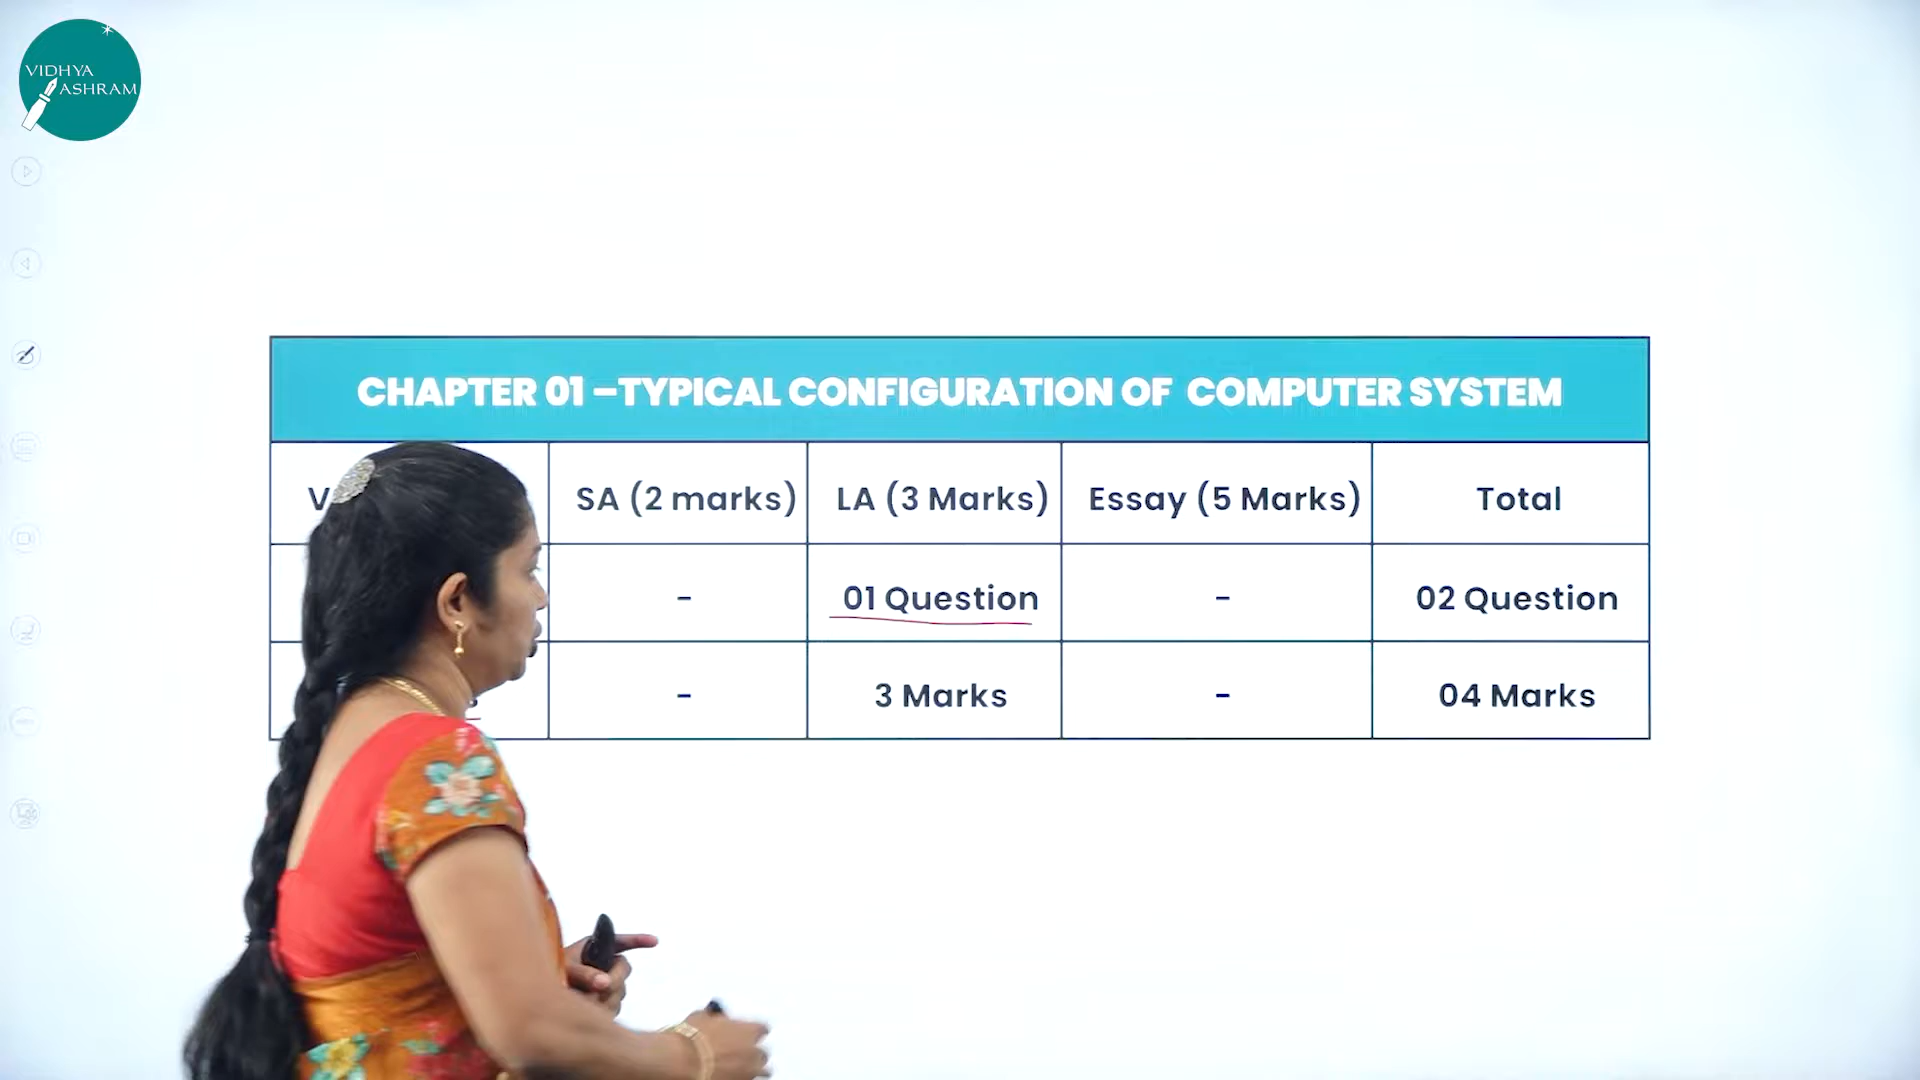 VIDHYA
ASHRAM
CHAPTER 01 –TYPICAL CONFIGURATION OF COMPUTER SYSTEM
SA (2 marks) LA (3 Marks) Essay (5 Marks) Total
- 01 Question - 02 Question
- 3 Marks - 04 Marks